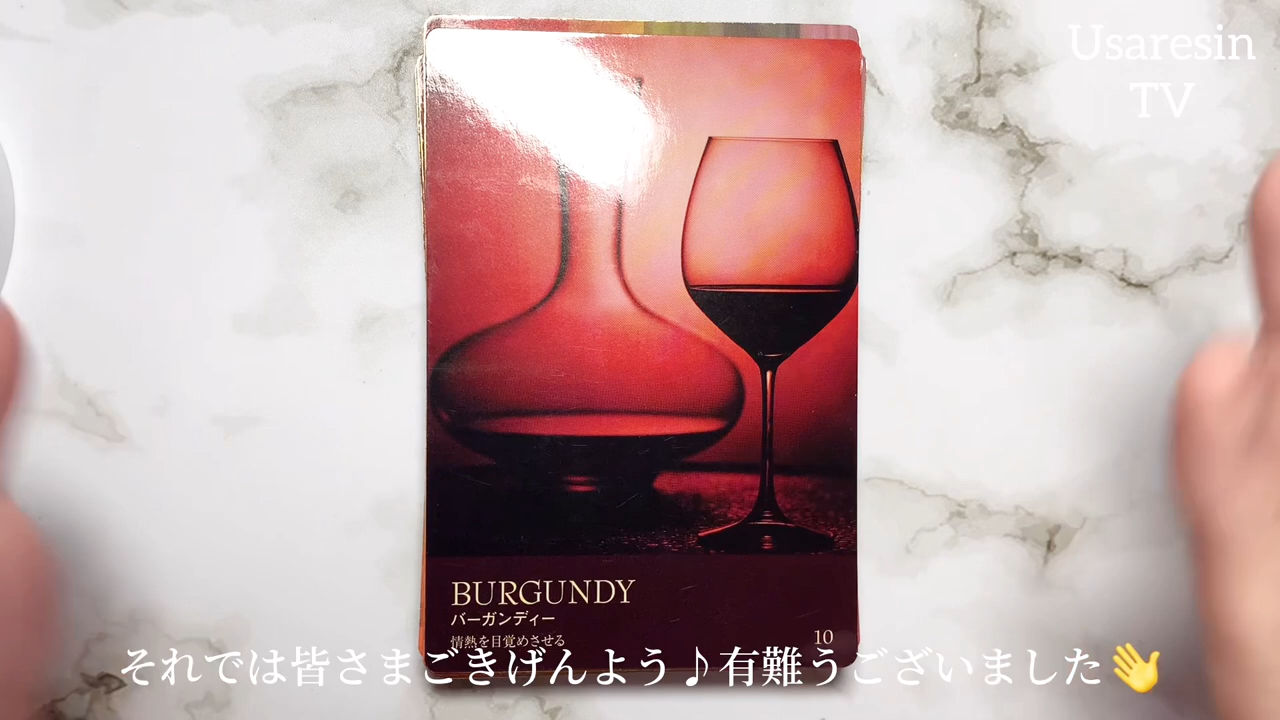 Usaresin
TV
BURGUNDY
バーガンディー
情熱を目覚めさせる
10
それでは皆さまごきげんよう♪有難うございました👋